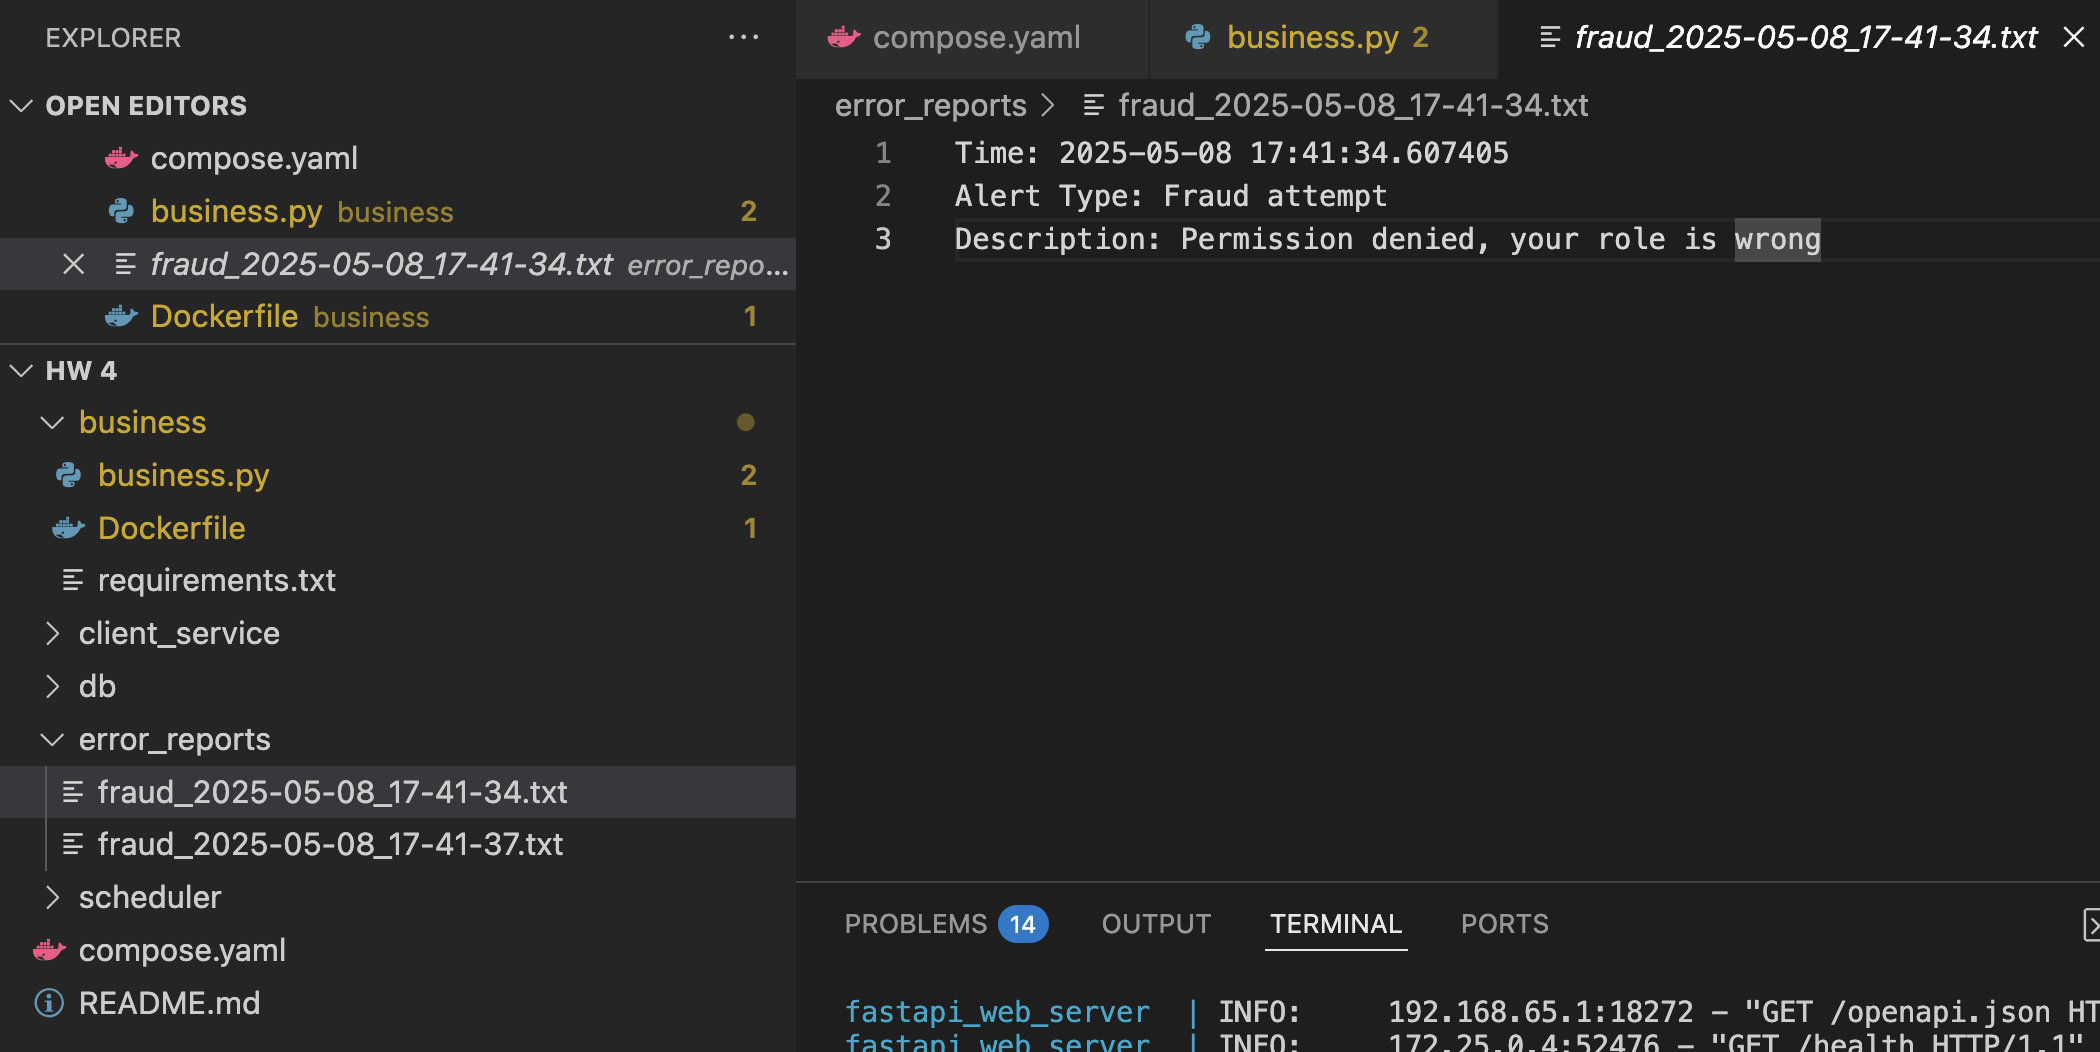 EXPLORER
···
OPEN EDITORS
compose.yaml
business.py business 2
fraud_2025-05-08_17-41-34.txt error_repo...
Dockerfile business 1
HW 4
business
business.py 2
Dockerfile 1
requirements.txt
client_service
db
error_reports
fraud_2025-05-08_17-41-34.txt
fraud_2025-05-08_17-41-37.txt
scheduler
compose.yaml
README.md
compose.yaml
business.py 2
fraud_2025-05-08_17-41-34.txt
error_reports > fraud_2025-05-08_17-41-34.txt
1 Time: 2025-05-08 17:41:34.607405
2 Alert Type: Fraud attempt
3 Description: Permission denied, your role is wrong
PROBLEMS 14 OUTPUT TERMINAL PORTS
fastapi_web_server | INFO: 192.168.65.1:18272 - "GET /openapi.json HT
fastapi_web_server | INFO: 172.25.0.4:52476 - "GET /health HTTP/1.1"